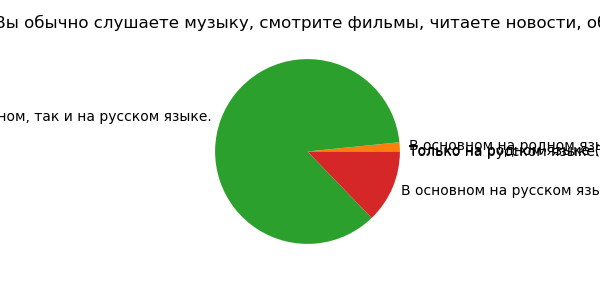 Вы обычно слушаете музыку, смотрите фильмы, читаете новости, об
ном, так и на русском языке.
В основном на родном язы
Только на русском языке.
В основном на русском язы